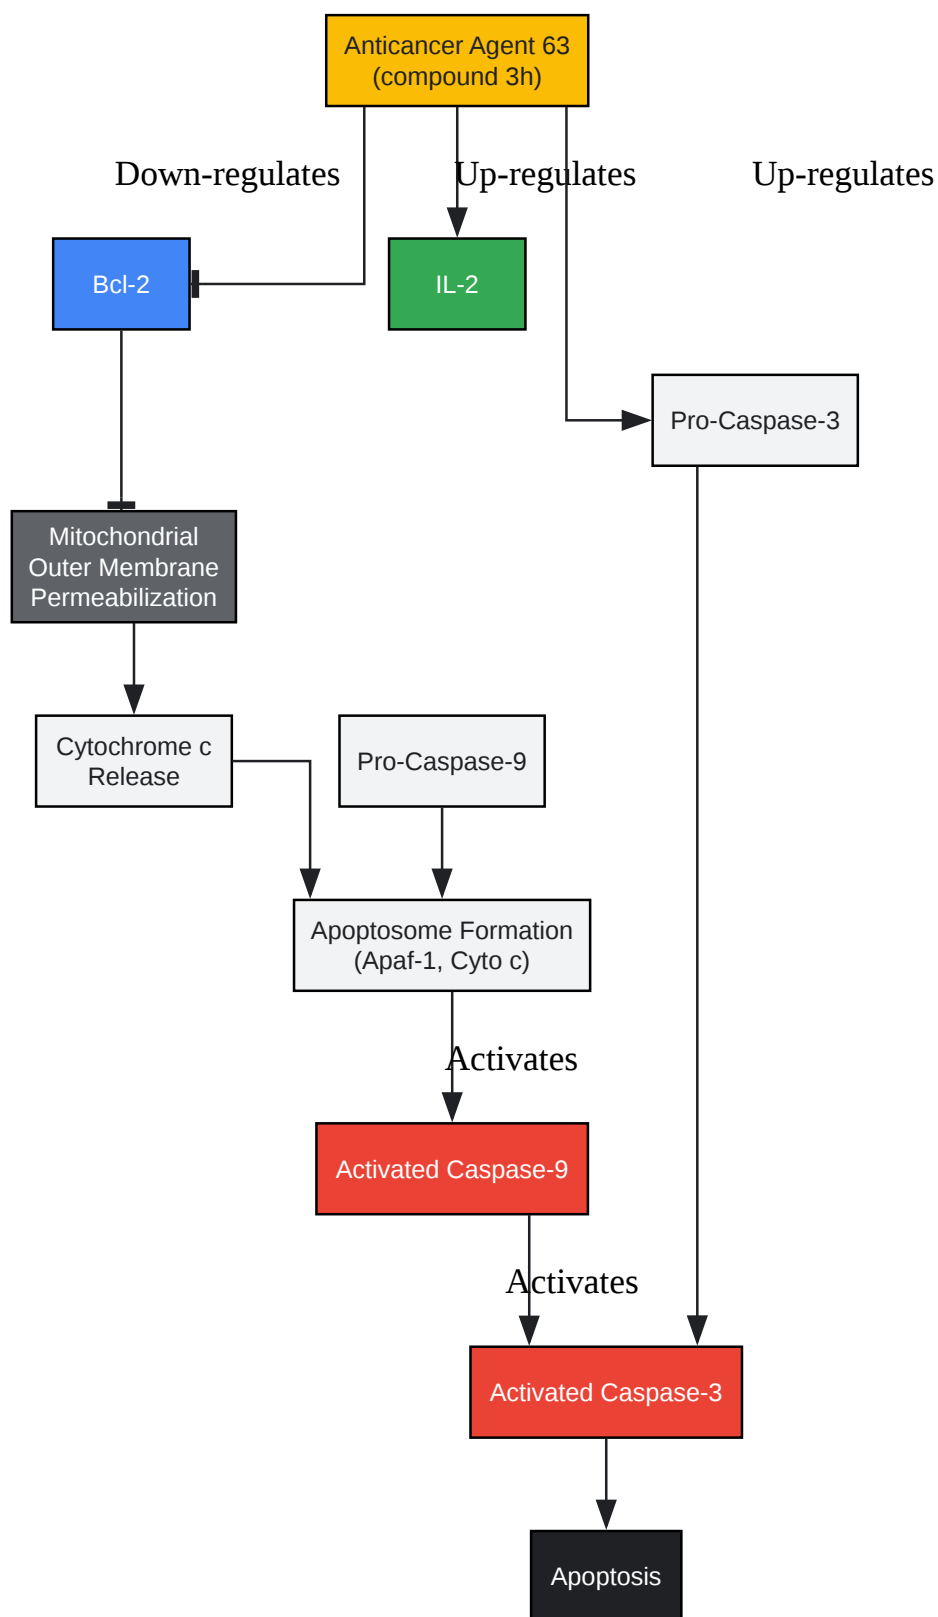 Anticancer Agent 63
(compound 3h)
Down-regulates
Up-regulates
Up-regulates
Bcl-2
IL-2
Pro-Caspase-3
Mitochondrial
Outer Membrane
Permeabilization
Cytochrome c
Release
Pro-Caspase-9
Apoptosome Formation
(Apaf-1, Cyto c)
Activates
Activated Caspase-9
Activates
Activated Caspase-3
Apoptosis